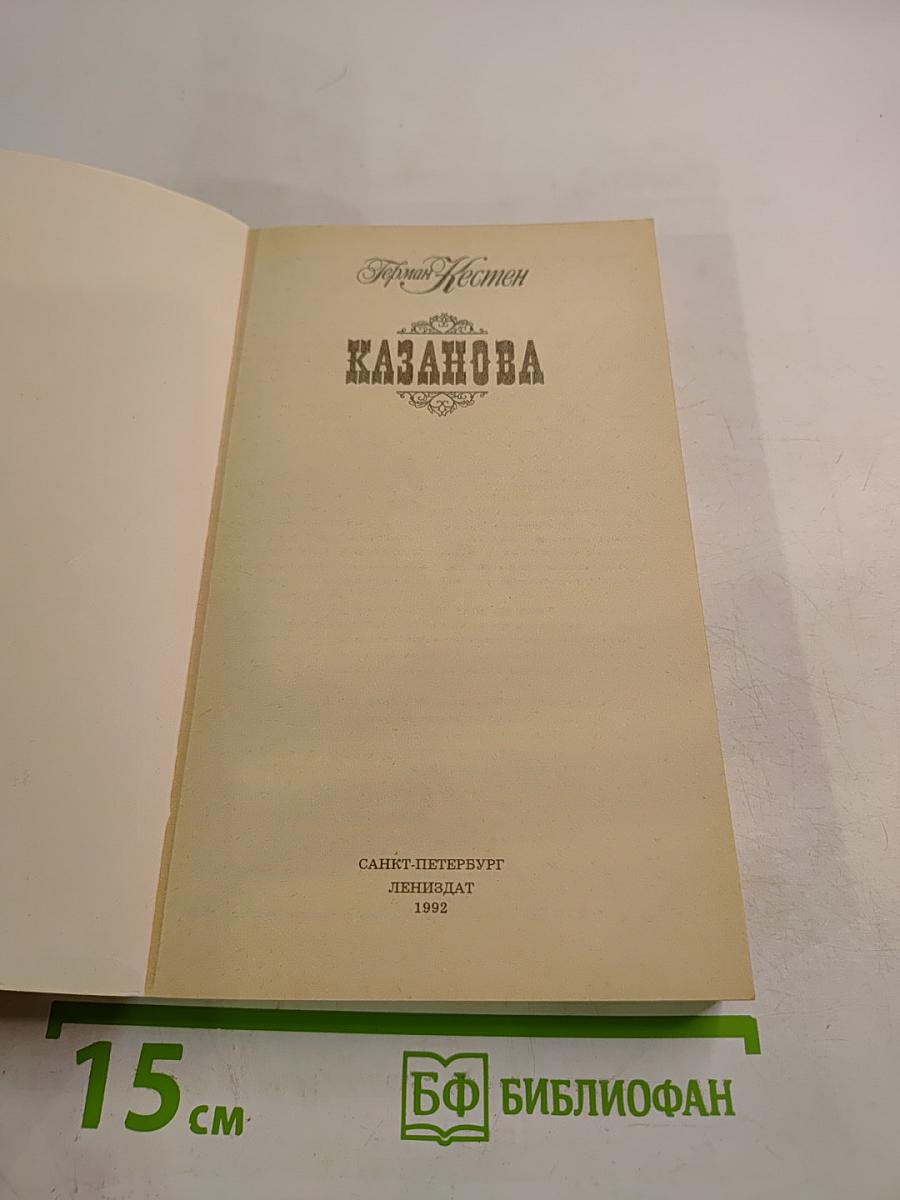 Герман Кестен
КАЗАНОВА
САНКТ-ПЕТЕРБУРГ
ЛЕНИЗДАТ
1992
15 см
БФ БИБЛИОФАН